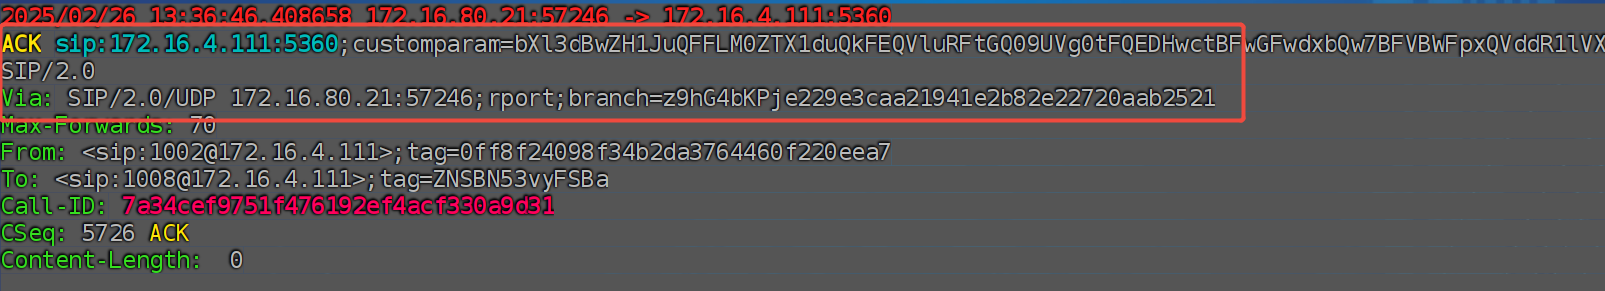 2025/02/26 13:36:46.408658 172.16.80.21:57246 -> 172.16.4.111:5360
ACK sip:172.16.4.111:5360;customparam=bXl3dBwZH1JuQFFLM0ZTX1duQkFEQVluRFtGQ09UVg0tFQEDHwctBFwGFwdxbQw7BFVBWFpxQVddR1lVX
SIP/2.0
Via: SIP/2.0/UDP 172.16.80.21:57246;rport;branch=z9hG4bKPje229e3caa21941e2b82e22720aab2521
Max-Forwards: 70
From: <sip:1002@172.16.4.111>;tag=0ff8f24098f34b2da3764460f220eea7
To: <sip:1008@172.16.4.111>;tag=ZNSBN53vyFSBa
Call-ID: 7a34cef9751f476192ef4acf330a9d31
CSeq: 5726 ACK
Content-Length:  0